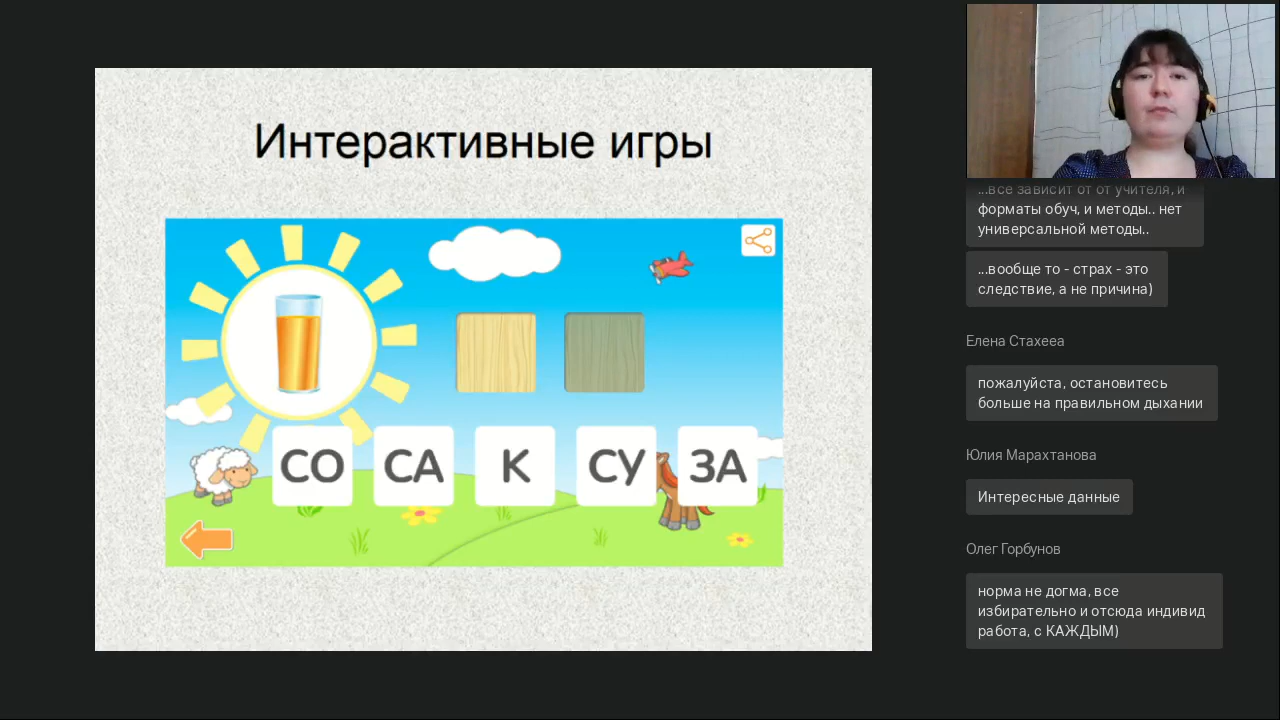 Интерактивные игры
СО СА К СУ ЗА
...все зависит от от учителя, и
форматы обуч, и методы.. нет
универсальной методы..
...вообще то - страх - это
следствие, а не причина)
Елена Стахееа
пожалуйста, остановитесь
больше на правильном дыхании
Юлия Марахтанова
Интересные данные
Олег Горбунов
норма не догма, все
избирательно и отсюда индивид
работа, с КАЖДЫМ)